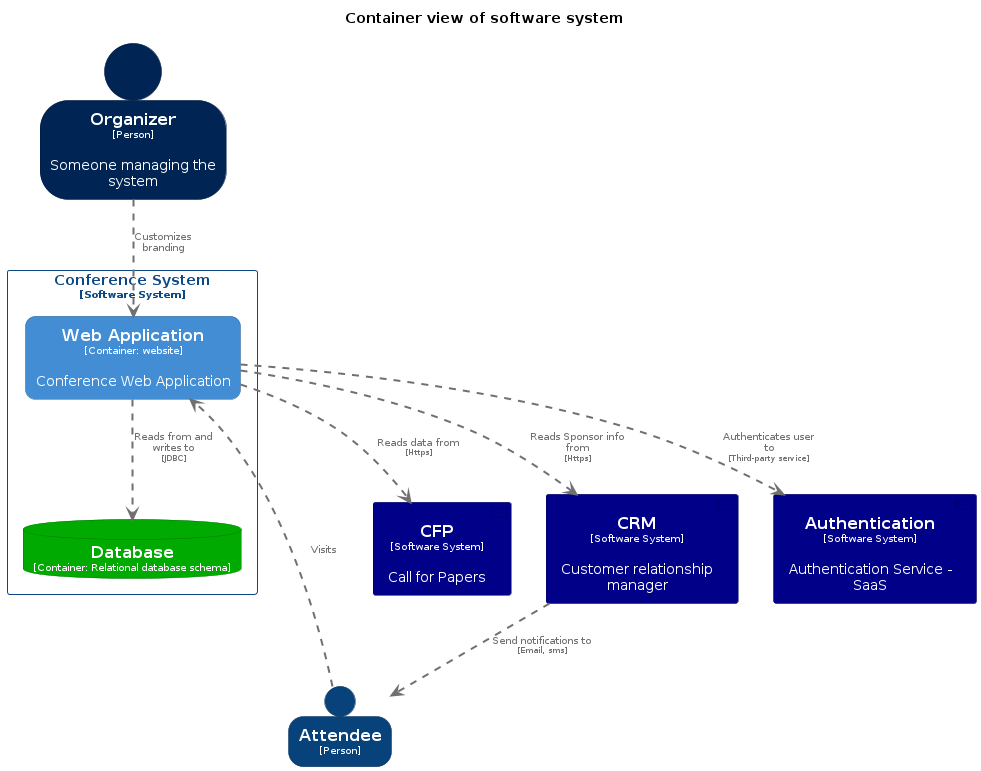 Container view of software system
Organizer
[Person]
Someone managing the
system
Customizes
branding
Conference System
[Software System]
Web Application
[Container: website]
Conference Web Application
Reads from and
writes to
[JDBC]
Reads data from
[Https]
Reads Sponsor info
from
[Https]
Authenticates user
to
[Third-party service]
Database
[Container: Relational database schema]
Visits
CFP
[Software System]
Call for Papers
CRM
[Software System]
Customer relationship
manager
Authentication
[Software System]
Authentication Service -
SaaS
Send notifications to
[Email, sms]
Attendee
[Person]